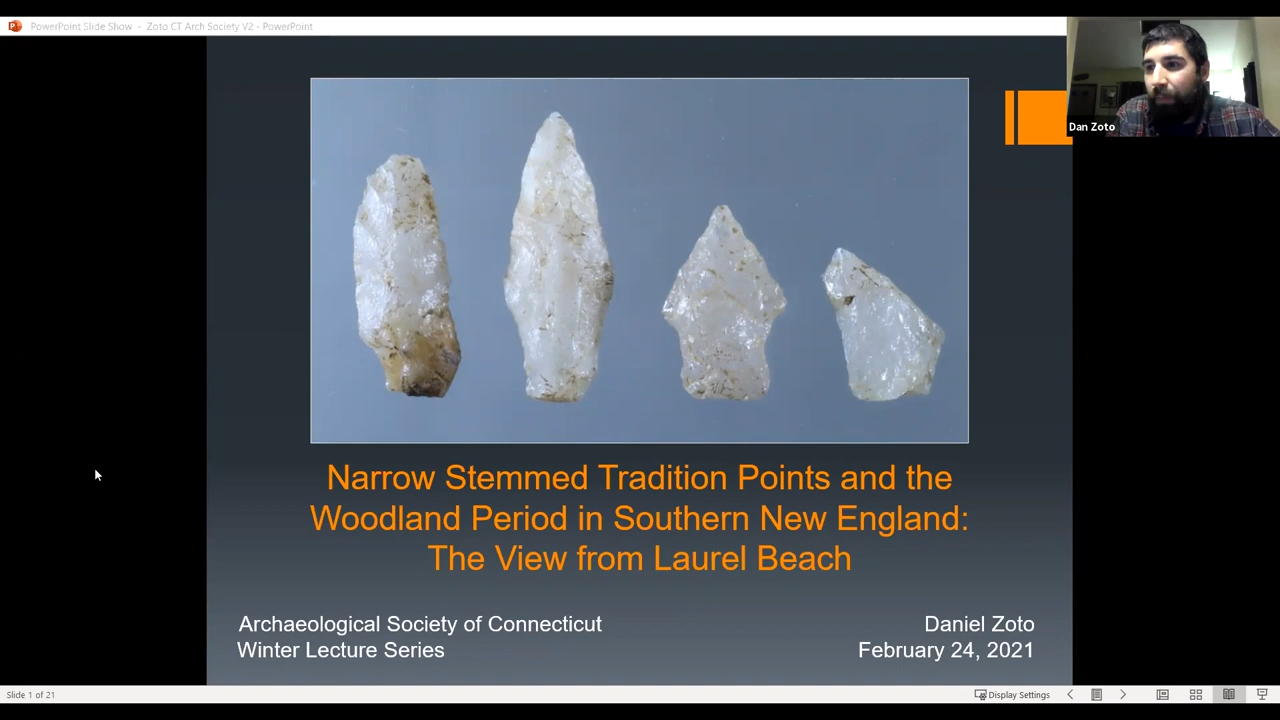 PowerPoint Slide Show - Zoto CT Arch Society V2 - PowerPoint
Dan Zoto
Narrow Stemmed Tradition Points and the
Woodland Period in Southern New England:
The View from Laurel Beach
Archaeological Society of Connecticut
Winter Lecture Series
Daniel Zoto
February 24, 2021
Slide 1 of 21
Display Settings